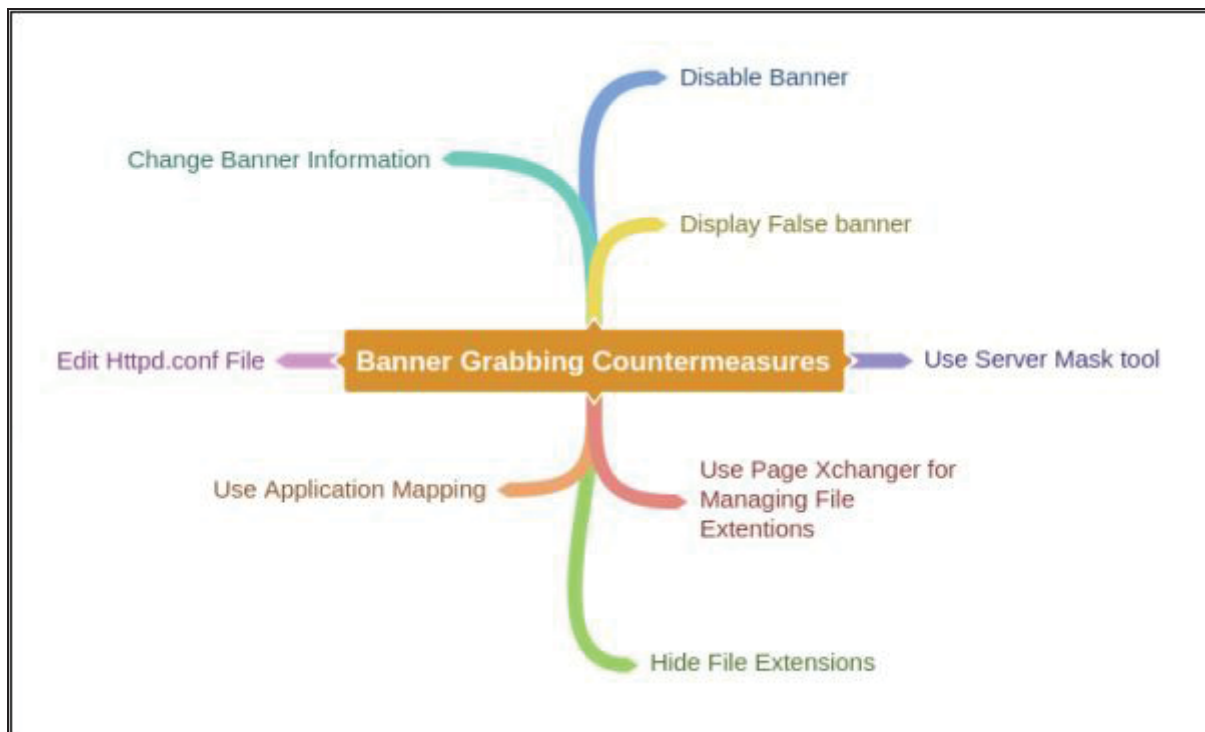 Disable Banner
Change Banner Information
Display False banner
Edit Httpd.conf File
Banner Grabbing Countermeasures
Use Server Mask tool
Use Application Mapping
Use Page Xchanger for
Managing File
Extentions
Hide File Extensions